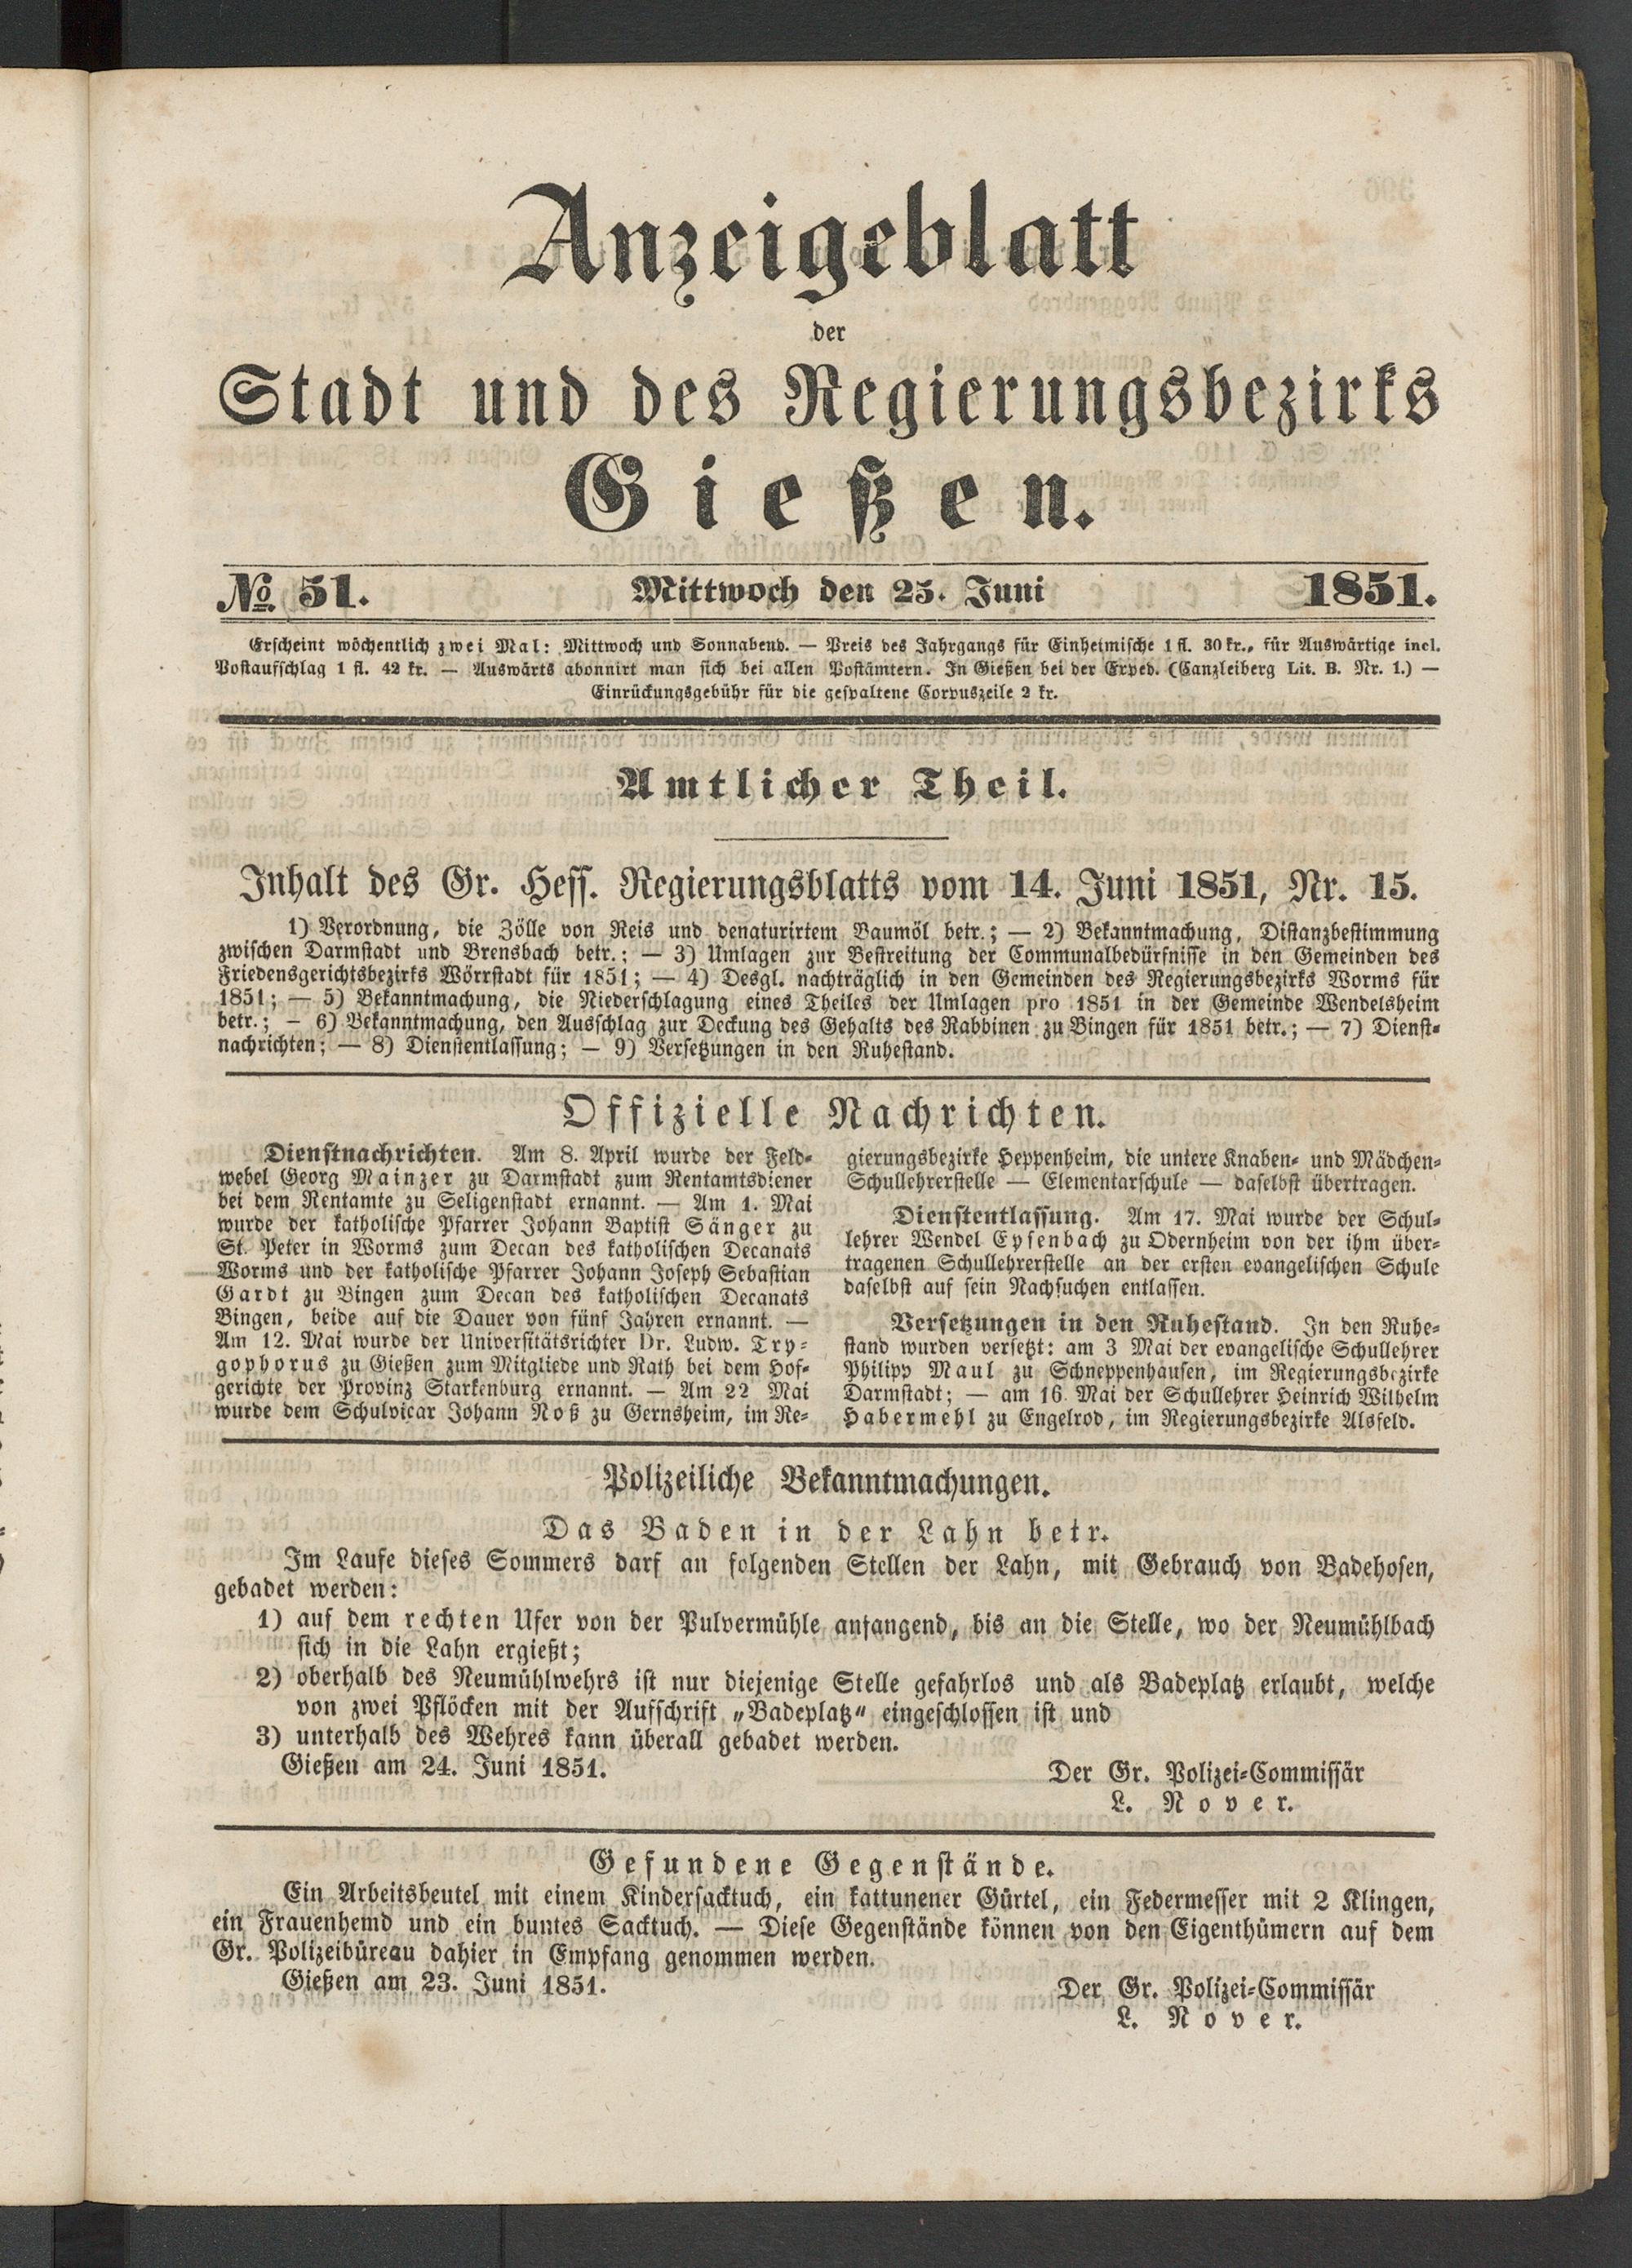 Anzeigeblatt
der
Stadt und des Regierungsbezirks
Gießen.
No. 51. Mittwoch den 25. Juni 1851.
Erscheint wöchentlich zwei Mal: Mittwoch und Sonnabend. — Preis des Jahrgangs für Einheimische 1 fl. 30 kr., für Auswärtige incl.
Postaufschlag 1 fl. 42 kr. — Auswärts abonnirt man sich bei allen Postämtern. In Gießen bei der Exped. (Canzleiberg Lit. B. Nr. 1.) —
Einrückungsgebühr für die gespaltene Corpuszeile 2 kr.
Amtlicher Theil.
Inhalt des Gr. Hess. Regierungsblatts vom 14. Juni 1851, Nr. 15.
1) Verordnung, die Zölle von Reis und denaturirtem Baumöl betr.; — 2) Bekanntmachung, Distanzbestimmung
zwischen Darmstadt und Brensbach betr.; — 3) Umlagen zur Bestreitung der Communalbedürfnisse in den Gemeinden des
Friedensgerichtsbezirks Wörrstadt für 1851; — 4) Desgl. nachträglich in den Gemeinden des Regierungsbezirks Worms für
1851; — 5) Bekanntmachung, die Niederschlagung eines Theiles der Umlagen pro 1851 in der Gemeinde Wendelsheim
betr.; — 6) Bekanntmachung, den Ausschlag zur Deckung des Gehalts des Rabbinen zu Bingen für 1851 betr.; — 7) Dienst-
nachrichten; — 8) Dienstentlassung; — 9) Versetzungen in den Ruhestand.
Offizielle Nachrichten.
Dienstnachrichten. Am 8. April wurde der Feld-
webel Georg Mainzer zu Darmstadt zum Rentamtsdiener
bei dem Rentamte zu Seligenstadt ernannt. — Am 1. Mai
wurde der katholische Pfarrer Johann Baptist Sänger zu
St. Peter in Worms zum Decan des katholischen Decanats
Worms und der katholische Pfarrer Johann Joseph Sebastian
Gardt zu Bingen zum Decan des katholischen Decanats
Bingen, beide auf die Dauer von fünf Jahren ernannt. —
Am 12. Mai wurde der Universitätsrichter Dr. Ludw. Try-
gophorus zu Gießen zum Mitgliede und Rath bei dem Hof-
gerichte der Provinz Starkenburg ernannt. — Am 22 Mai
wurde dem Schulvicar Johann Noß zu Gernsheim, im Re-
gierungsbezirke Heppenheim, die untere Knaben- und Mädchen-
Schullehrerstelle — Elementarschule — daselbst übertragen.
Dienstentlassung. Am 17. Mai wurde der Schul-
lehrer Wendel Eysenbach zu Odernheim von der ihm über-
tragenen Schullehrerstelle an der ersten evangelischen Schule
daselbst auf sein Nachsuchen entlassen.
Versetzungen in den Ruhestand. In den Ruhe-
stand wurden versetzt: am 3 Mai der evangelische Schullehrer
Philipp Maul zu Schneppenhausen, im Regierungsbezirke
Darmstadt; — am 16. Mai der Schullehrer Heinrich Wilhelm
Habermehl zu Engelrod, im Regierungsbezirke Alsfeld.
Polizeiliche Bekanntmachungen.
Das Baden in der Lahn betr.
Im Laufe dieses Sommers darf an folgenden Stellen der Lahn, mit Gebrauch von Badehosen,
gebadet werden:
1) auf dem rechten Ufer von der Pulvermühle anfangend, bis an die Stelle, wo der Neumühlbach
sich in die Lahn ergießt;
2) oberhalb des Neumühlwehrs ist nur diejenige Stelle gefahrlos und als Badeplatz erlaubt, welche
von zwei Pflöcken mit der Aufschrift „Badeplatz“ eingeschlossen ist und
3) unterhalb des Wehres kann überall gebadet werden.
Gießen am 24. Juni 1851.
Der Gr. Polizei-Commissär
L. Nover.
Gefundene Gegenstände.
Ein Arbeitsbeutel mit einem Kindersacktuch, ein kattunener Gürtel, ein Federmesser mit 2 Klingen,
ein Frauenhemd und ein buntes Sacktuch. — Diese Gegenstände können von den Eigenthümern auf dem
Gr. Polizeibüreau dahier in Empfang genommen werden.
Gießen am 23. Juni 1851.
Der Gr. Polizei-Commissär
L. Nover.